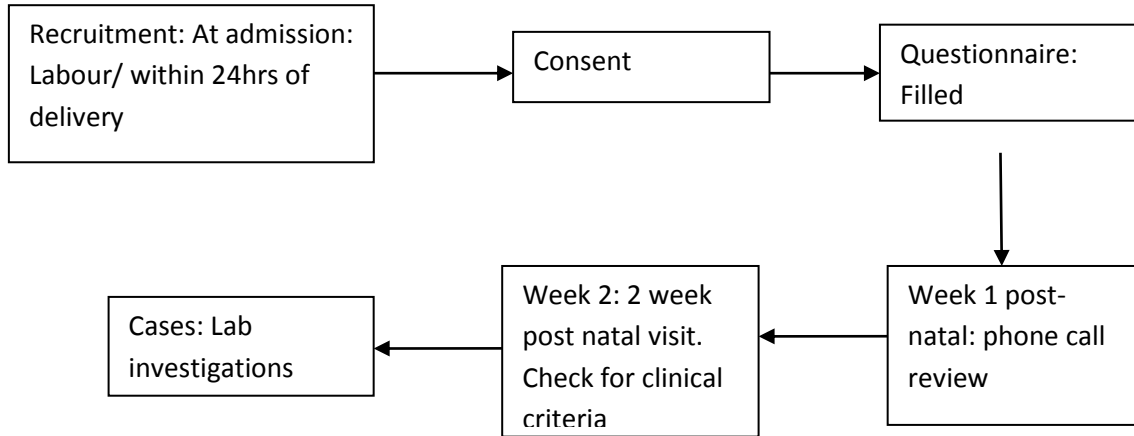 Recruitment: At admission:
Labour/ within 24hrs of
delivery
Consent
Questionnaire:
Filled
Week 1 post-
natal: phone call
review
Week 2: 2 week
post natal visit.
Check for clinical
criteria
Cases: Lab
investigations